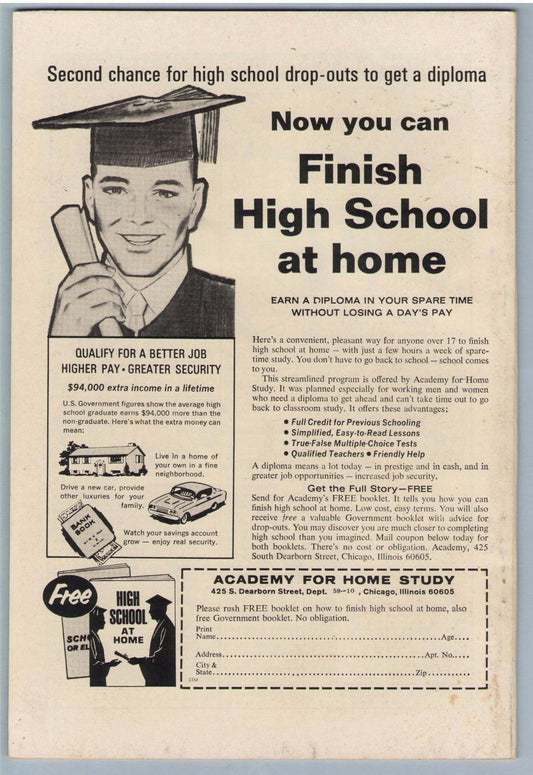 Second chance for high school drop-outs to get a diploma
Now you can
Finish
High School
at home
EARN A DIPLOMA IN YOUR SPARE TIME
WITHOUT LOSING A DAY'S PAY
QUALIFY FOR A BETTER JOB
HIGHER PAY • GREATER SECURITY
$94,000 extra income in a lifetime
U.S. Government figures show the average high
school graduate earns $94,000 more than the
non-graduate. Here's what the extra money can
mean:
Live in a home of
your own in a fine
neighborhood.
Drive a new car, provide
other luxuries for your
family.
BANK
BOOK
Watch your savings account
grow — enjoy real security.
Here's a convenient, pleasant way for anyone over 17 to finish
high school at home — with just a few hours a week of spare-
time study. You don't have to go back to school — school comes
to you.
This streamlined program is offered by Academy for Home
Study. It was planned especially for working men and women
who need a diploma to get ahead and can't take time out to go
back to classroom study. It offers these advantages:
• Full Credit for Previous Schooling
• Simplified, Easy-to-Read Lessons
• True-False Multiple-Choice Tests
• Qualified Teachers • Friendly Help
A diploma means a lot today — in prestige and in cash, and in
greater job opportunities — increased job security.
Get the Full Story—FREE
Send for Academy's FREE booklet. It tells you how you can
finish high school at home. Low cost, easy terms. You will also
receive free a valuable Government booklet with advice for
drop-outs. You may discover you are much closer to completing
high school than you imagined. Mail coupon below today for
both booklets. There's no cost or obligation. Academy, 425
South Dearborn Street, Chicago, Illinois 60605.
Free
HIGH
SCHOOL
AT
HOME
SCH
OR EL
ACADEMY FOR HOME STUDY
425 S. Dearborn Street, Dept. 59-10 , Chicago, Illinois 60605
Please rush FREE booklet on how to finish high school at home, also
free Government booklet. No obligation.
Print
Name Age
Address Apt. No.
City &
State Zip